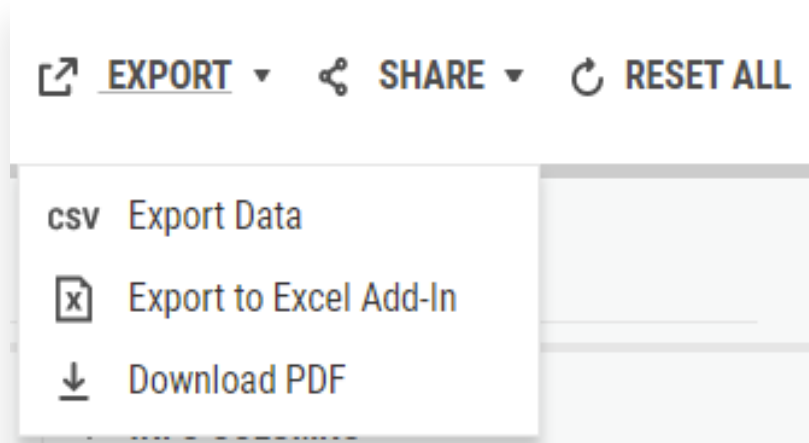 EXPORT SHARE RESET ALL
CSV Export Data
Export to Excel Add-In
Download PDF